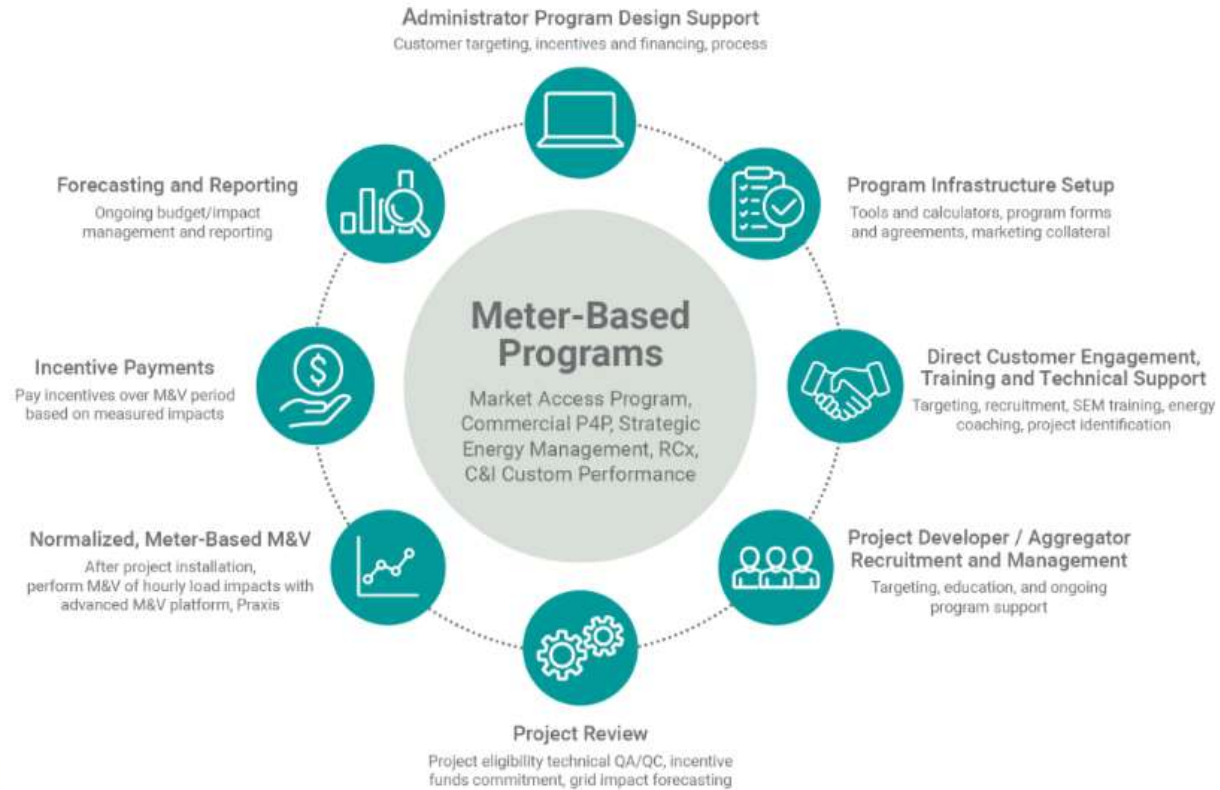 Administrator Program Design Support
Customer targeting, incentives and financing, process
Program Infrastructure Setup
Tools and calculators, program forms
and agreements, marketing collateral
Direct Customer Engagement,
Training and Technical Support
Targeting, recruitment, SEM training, energy
coaching, project identification
Project Developer / Aggregator
Recruitment and Management
Targeting, education, and ongoing
program support
Project Review
Project eligibility technical QA/QC, incentive
funds commitment, grid impact forecasting
Normalized, Meter-Based M&V
After project installation,
perform M&V of hourly load impacts with
advanced M&V platform, Praxis
Incentive Payments
Pay incentives over M&V period
based on measured impacts
$
Forecasting and Reporting
Ongoing budget/impact
management and reporting
Meter-Based
Programs
Market Access Program,
Commercial P4P, Strategic
Energy Management, RCx,
C&I Custom Performance